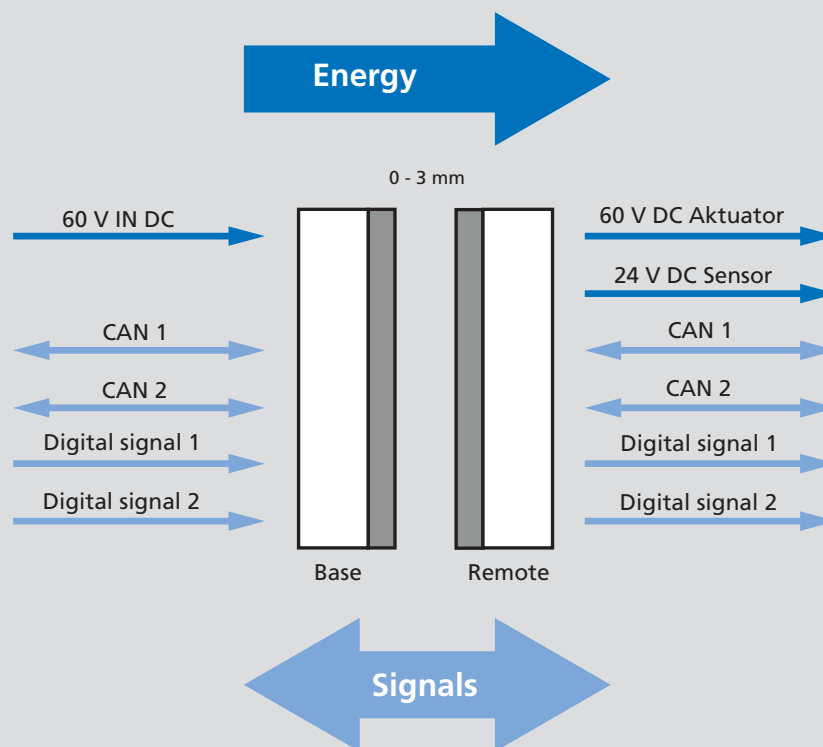 Energy
0 - 3 mm
60 V IN DC
60 V DC Aktuator
24 V DC Sensor
CAN 1
CAN 1
CAN 2
CAN 2
Digital signal 1
Digital signal 1
Digital signal 2
Digital signal 2
Base
Remote
Signals